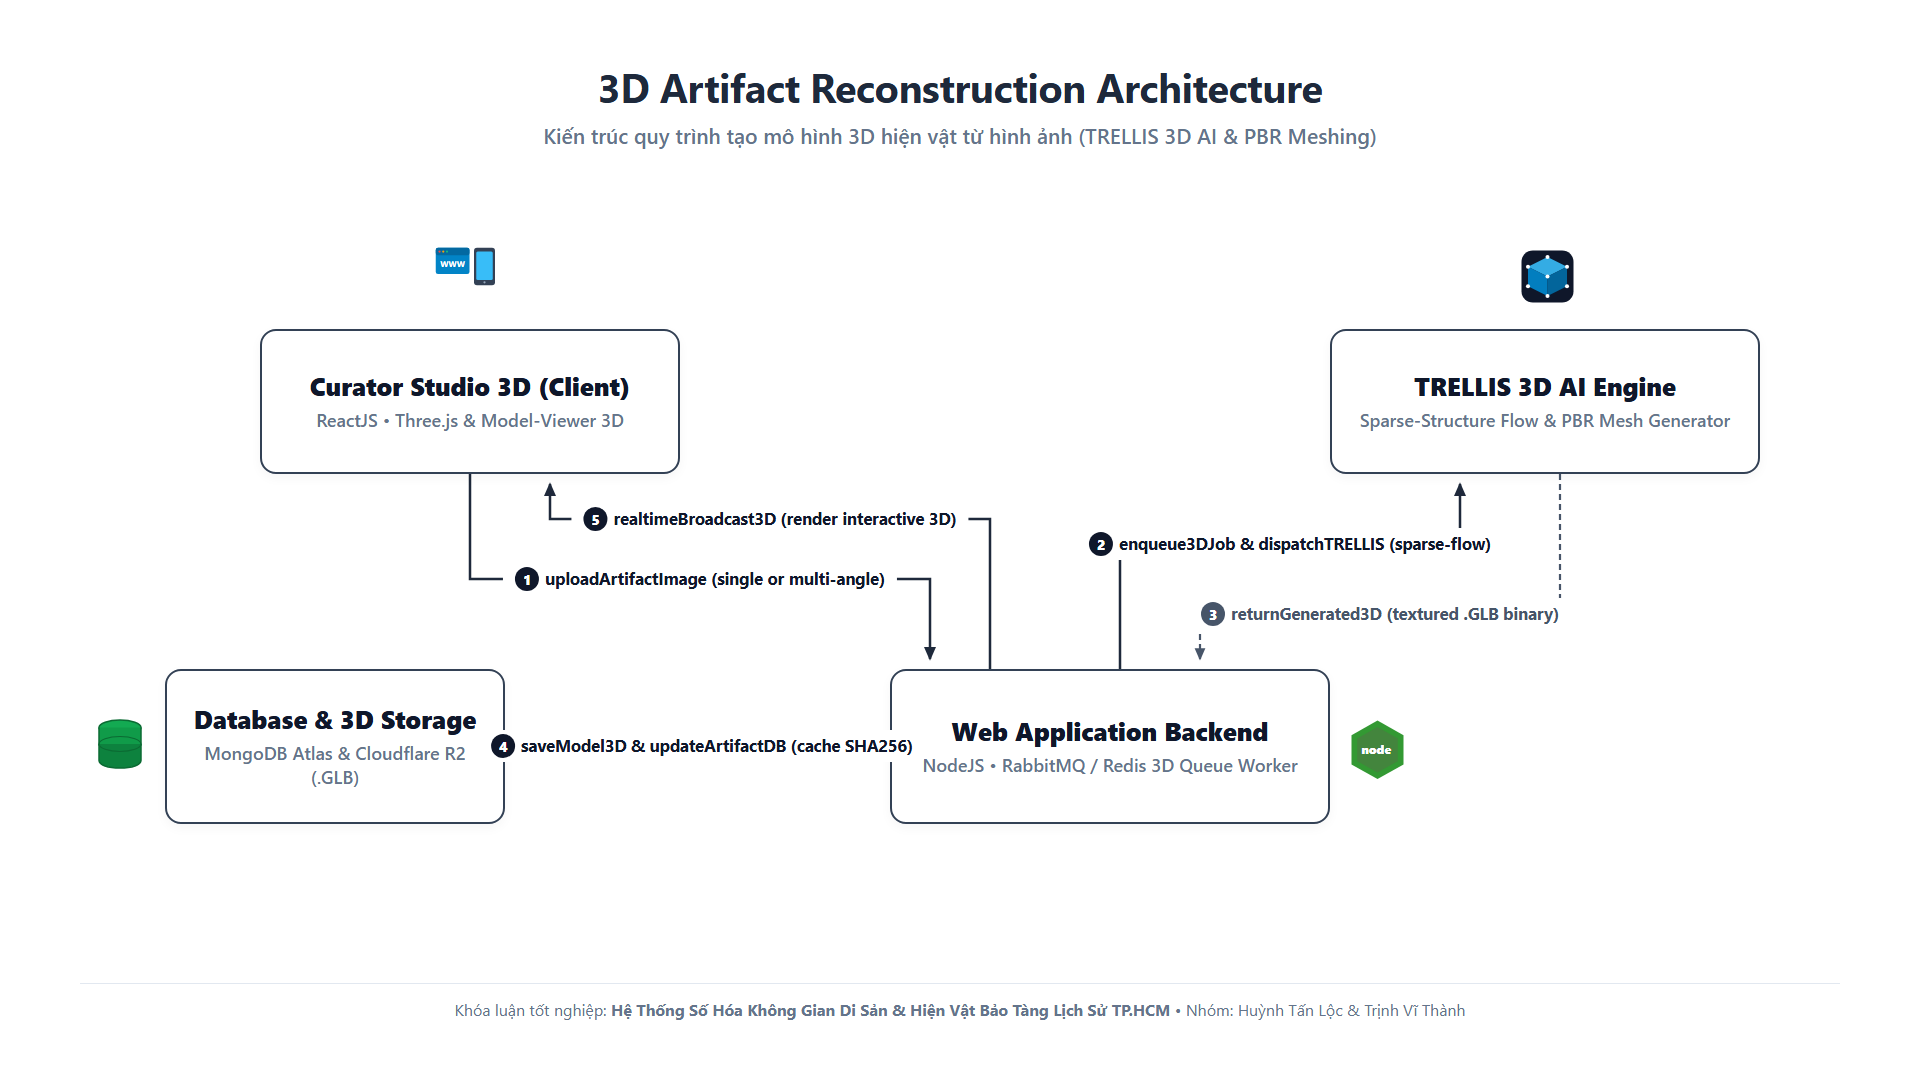 3D Artifact Reconstruction Architecture
Kiến trúc quy trình tạo mô hình 3D hiện vật từ hình ảnh (TRELLIS 3D AI & PBR Meshing)
www
Curator Studio 3D (Client)
ReactJS • Three.js & Model-Viewer 3D
TRELLIS 3D AI Engine
Sparse-Structure Flow & PBR Mesh Generator
5 realtimeBroadcast3D (render interactive 3D)
2 enqueue3DJob & dispatchTRELLIS (sparse-flow)
1 uploadArtifactImage (single or multi-angle)
3 returnGenerated3D (textured .GLB binary)
Database & 3D Storage
MongoDB Atlas & Cloudflare R2
(.GLB)
4 saveModel3D & updateArtifactDB (cache SHA256)
Web Application Backend
NodeJS • RabbitMQ / Redis 3D Queue Worker
node
Khóa luận tốt nghiệp: Hệ Thống Số Hóa Không Gian Di Sản & Hiện Vật Bảo Tàng Lịch Sử TP.HCM • Nhóm: Huỳnh Tấn Lộc & Trịnh Vĩ Thành